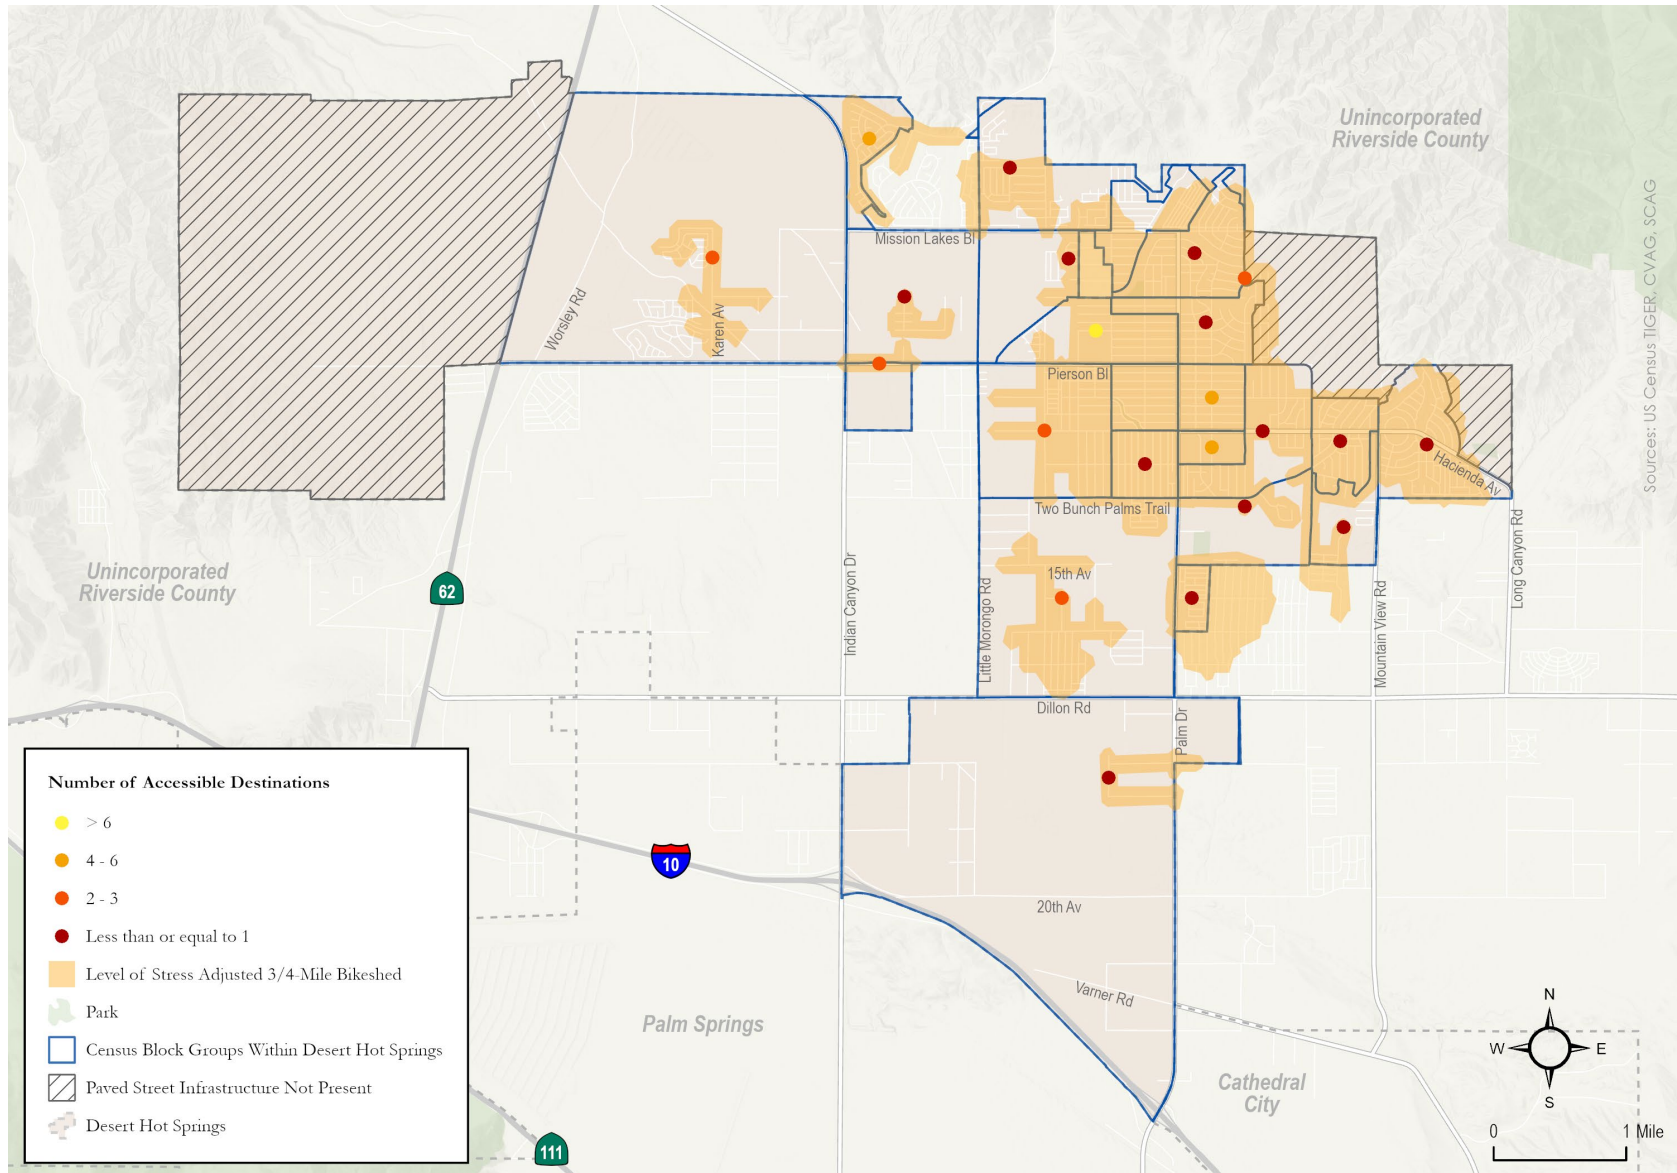 Unincorporated
Riverside County
Sources: US Census TIGER, CVAG, SCAG
Mission Lakes Bl
Worsley Rd
Karen Av
Pierson Bl
Hacienda Av
Two Bunch Palms Trail
Long Canyon Rd
Unincorporated
Riverside County
62
Indian Canyon Dr
15th Av
Little Morongo Rd
Mountain View Rd
Dillon Rd
Palm Dr
Number of Accessible Destinations
> 6
4 - 6
2 - 3
Less than or equal to 1
Level of Stress Adjusted 3/4-Mile Bikeshed
Park
Census Block Groups Within Desert Hot Springs
Paved Street Infrastructure Not Present
Desert Hot Springs
10
20th Av
Varner Rd
Palm Springs
Cathedral
City
111
N
W
E
S
0
1 Mile